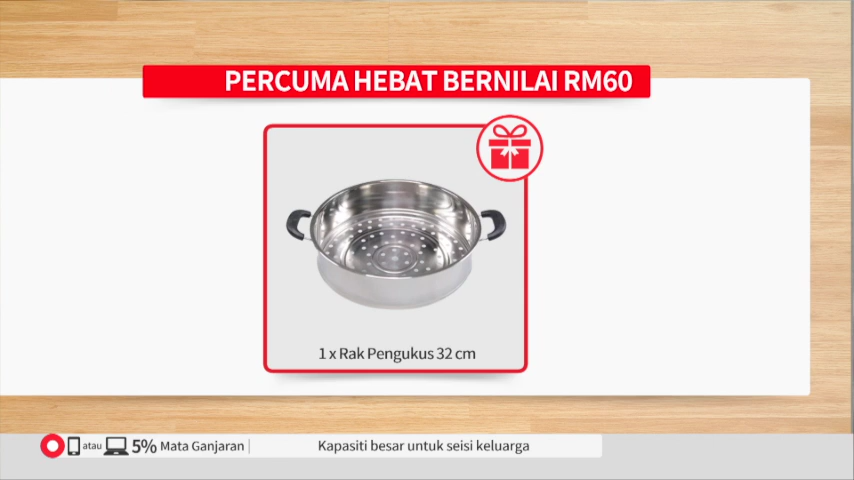 PERCUMA HEBAT BERNILAI RM60
1 x Rak Pengukus 32 cm
atau 5% Mata Ganjaran
Kapasiti besar untuk seisi keluarga